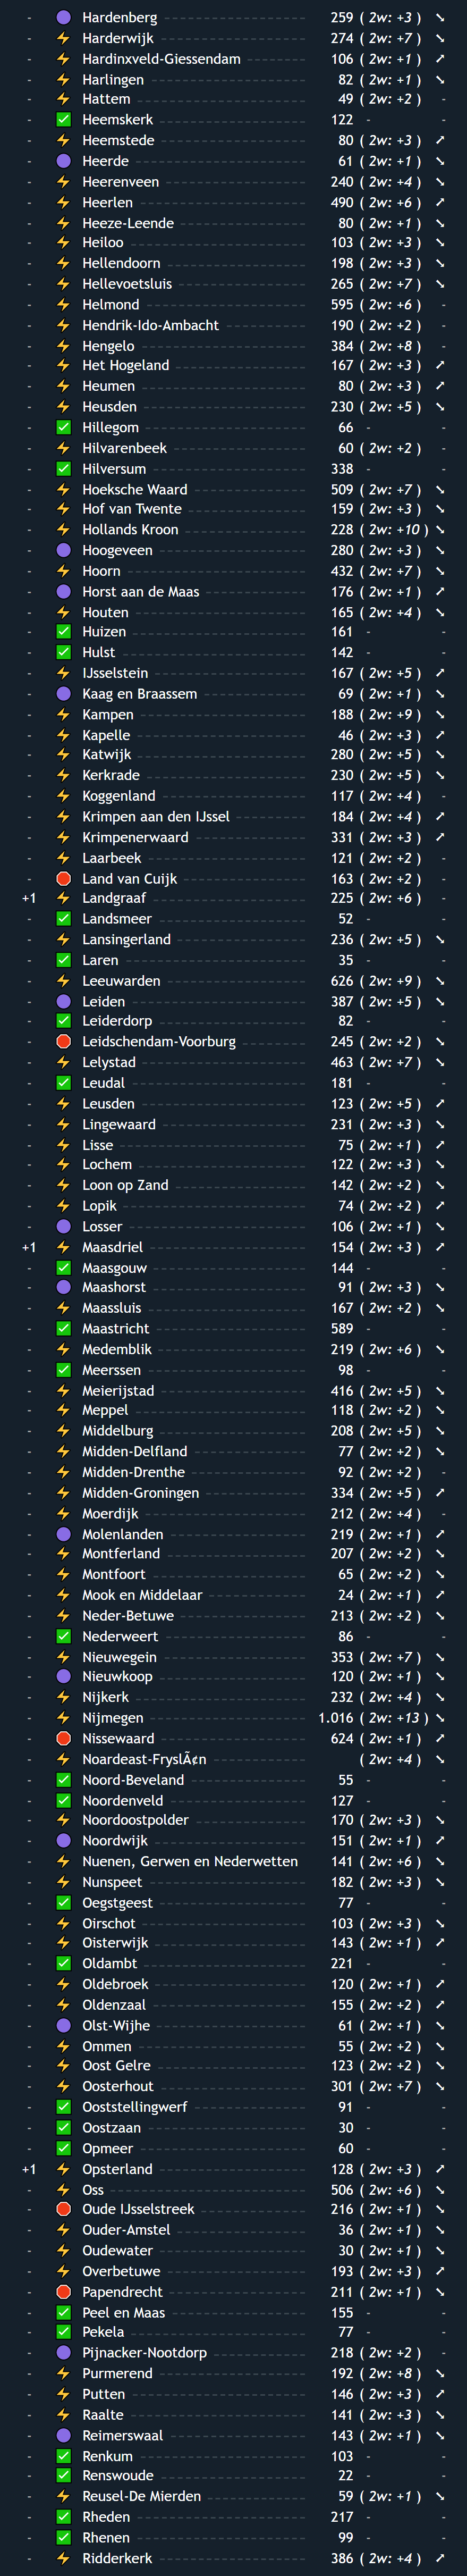 - Hardenberg 259 ( 2w: +3 ) ↘
- ⚡ Harderwijk 274 ( 2w: +7 ) ↘
- ⚡ Hardinxveld-Giessendam 106 ( 2w: +1 ) ↗
- ⚡ Harlingen 82 ( 2w: +1 ) ↘
- ⚡ Hattem 49 ( 2w: +2 ) -
- ✅ Heemskerk 122 - -
- ⚡ Heemstede 80 ( 2w: +3 ) ↗
- Heerde 61 ( 2w: +1 ) ↘
- ⚡ Heerenveen 240 ( 2w: +4 ) ↘
- ⚡ Heerlen 490 ( 2w: +6 ) ↗
- ⚡ Heeze-Leende 80 ( 2w: +1 ) ↘
- ⚡ Heiloo 103 ( 2w: +3 ) ↘
- ⚡ Hellendoorn 198 ( 2w: +3 ) ↘
- ⚡ Hellevoetsluis 265 ( 2w: +7 ) ↘
- ⚡ Helmond 595 ( 2w: +6 ) -
- ⚡ Hendrik-Ido-Ambacht 190 ( 2w: +2 ) -
- ⚡ Hengelo 384 ( 2w: +8 ) -
- ⚡ Het Hogeland 167 ( 2w: +3 ) ↗
- ⚡ Heumen 80 ( 2w: +3 ) ↗
- ⚡ Heusden 230 ( 2w: +5 ) ↘
- ✅ Hillegom 66 - -
- ⚡ Hilvarenbeek 60 ( 2w: +2 ) -
- ✅ Hilversum 338 - -
- ⚡ Hoeksche Waard 509 ( 2w: +7 ) ↘
- ⚡ Hof van Twente 159 ( 2w: +3 ) ↘
- ⚡ Hollands Kroon 228 ( 2w: +10 ) ↘
- Hoogeveen 280 ( 2w: +3 ) ↘
- ⚡ Hoorn 432 ( 2w: +7 ) ↗
- Horst aan de Maas 176 ( 2w: +1 ) ↗
- ⚡ Houten 165 ( 2w: +4 ) ↘
- ✅ Huizen 161 - -
- ✅ Hulst 142 - -
- ⚡ IJsselstein 167 ( 2w: +5 ) ↗
- Kaag en Braassem 69 ( 2w: +1 ) ↘
- ⚡ Kampen 188 ( 2w: +9 ) ↘
- ⚡ Kapelle 46 ( 2w: +3 ) ↗
- ⚡ Katwijk 280 ( 2w: +5 ) ↘
- ⚡ Kerkrade 230 ( 2w: +5 ) ↘
- ⚡ Koggenland 117 ( 2w: +4 ) -
- ⚡ Krimpen aan den IJssel 184 ( 2w: +4 ) ↗
- ⚡ Krimpenerwaard 331 ( 2w: +3 ) ↗
- ⚡ Laarbeek 121 ( 2w: +2 ) -
- Land van Cuijk 163 ( 2w: +2 ) -
+1 ⚡ Landgraaf 225 ( 2w: +6 ) -
- ✅ Landsmeer 52 - -
- ⚡ Lansingerland 236 ( 2w: +5 ) ↘
- ✅ Laren 35 - -
- ⚡ Leeuwarden 626 ( 2w: +9 ) ↘
- Leiden 387 ( 2w: +5 ) ↘
- ✅ Leiderdorp 82 - -
- Leidschendam-Voorburg 245 ( 2w: +2 ) ↘
- ⚡ Lelystad 463 ( 2w: +7 ) ↘
- ✅ Leudal 181 - -
- ⚡ Leusden 123 ( 2w: +5 ) ↗
- ⚡ Lingewaard 231 ( 2w: +3 ) ↘
- ⚡ Lisse 75 ( 2w: +1 ) ↗
- ⚡ Lochem 122 ( 2w: +3 ) ↘
- ⚡ Loon op Zand 142 ( 2w: +2 ) ↘
- ⚡ Lopik 74 ( 2w: +2 ) ↗
- Losser 106 ( 2w: +1 ) ↘
+1 ⚡ Maasdriel 154 ( 2w: +3 ) ↗
- ✅ Maasgouw 144 - -
- Maashorst 91 ( 2w: +3 ) ↘
- ⚡ Maassluis 167 ( 2w: +2 ) ↘
- ✅ Maastricht 589 - -
- ⚡ Medemblik 219 ( 2w: +6 ) ↘
- ✅ Meerssen 98 - -
- ⚡ Meierijstad 416 ( 2w: +5 ) ↘
- ⚡ Meppel 118 ( 2w: +2 ) ↘
- ⚡ Middelburg 208 ( 2w: +5 ) ↘
- ⚡ Midden-Delfland 77 ( 2w: +2 ) ↘
- ⚡ Midden-Drenthe 92 ( 2w: +2 ) -
- ⚡ Midden-Groningen 334 ( 2w: +5 ) ↗
- ⚡ Moerdijk 212 ( 2w: +4 ) -
- Molenlanden 219 ( 2w: +1 ) ↗
- ⚡ Montferland 207 ( 2w: +2 ) ↘
- ⚡ Montfoort 65 ( 2w: +2 ) ↘
- ⚡ Mook en Middelaar 24 ( 2w: +1 ) ↗
- ⚡ Neder-Betuwe 213 ( 2w: +2 ) ↘
- ✅ Nederweert 86 - -
- ⚡ Nieuwegein 353 ( 2w: +7 ) ↘
- Nieuwkoop 120 ( 2w: +1 ) ↘
- ⚡ Nijkerk 232 ( 2w: +4 ) ↘
- ⚡ Nijmegen 1.016 ( 2w: +13 ) ↘
- Nissewaard 624 ( 2w: +1 ) ↗
- ⚡ Noardeast-FryslÃ¢n ( 2w: +4 ) ↘
- ✅ Noord-Beveland 55 - -
- ✅ Noordenveld 127 - -
- ⚡ Noordoostpolder 170 ( 2w: +3 ) ↘
- Noordwijk 151 ( 2w: +1 ) ↗
- ⚡ Nuenen, Gerwen en Nederwetten 141 ( 2w: +6 ) ↘
- ⚡ Nunspeet 182 ( 2w: +3 ) ↘
- ✅ Oegstgeest 77 - -
- ⚡ Oirschot 103 ( 2w: +3 ) ↘
- ⚡ Oisterwijk 143 ( 2w: +1 ) ↗
- ✅ Oldambt 221 - -
- ⚡ Oldebroek 120 ( 2w: +1 ) ↗
- ⚡ Oldenzaal 155 ( 2w: +2 ) ↗
- Olst-Wijhe 61 ( 2w: +1 ) ↘
- ⚡ Ommen 55 ( 2w: +2 ) ↘
- ⚡ Oost Gelre 123 ( 2w: +2 ) ↘
- ⚡ Oosterhout 301 ( 2w: +7 ) ↘
- ✅ Ooststellingwerf 91 - -
- ✅ Oostzaan 30 - -
- ✅ Opmeer 60 - -
+1 ⚡ Opsterland 128 ( 2w: +3 ) ↗
- ⚡ Oss 506 ( 2w: +6 ) ↘
- Oude IJsselstreek 216 ( 2w: +1 ) ↘
- ⚡ Ouder-Amstel 36 ( 2w: +1 ) ↘
- ⚡ Oudewater 30 ( 2w: +1 ) ↘
- ⚡ Overbetuwe 193 ( 2w: +3 ) ↗
- Papendrecht 211 ( 2w: +1 ) ↘
- ✅ Peel en Maas 155 - -
- ✅ Pekela 77 - -
- Pijnacker-Nootdorp 218 ( 2w: +2 ) -
- ⚡ Purmerend 192 ( 2w: +8 ) ↘
- ⚡ Putten 146 ( 2w: +3 ) ↗
- ⚡ Raalte 141 ( 2w: +3 ) ↘
- Reimerswaal 143 ( 2w: +1 ) ↘
- ✅ Renkum 103 - -
- ✅ Renswoude 22 - -
- ⚡ Reusel-De Mierden 59 ( 2w: +1 ) ↘
- ✅ Rheden 217 - -
- ✅ Rhenen 99 - -
- ⚡ Ridderkerk 386 ( 2w: +4 ) ↗